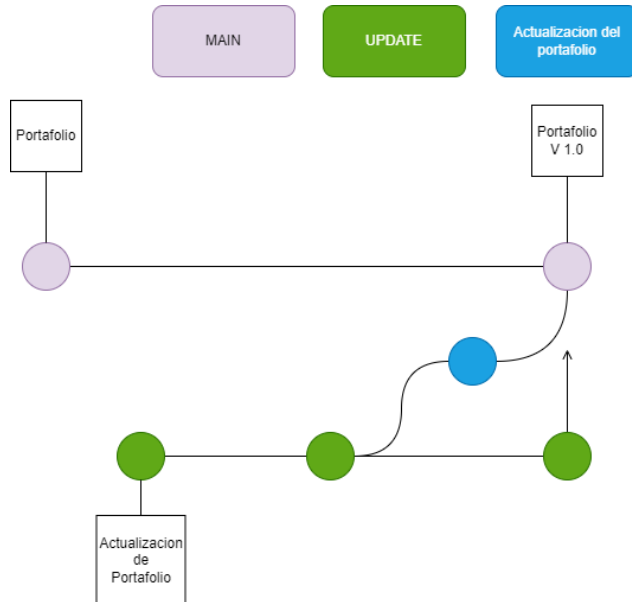 MAIN
UPDATE
Actualizacion del
portafolio
Portafolio
Portafolio
V 1.0
Actualizacion
de
Portafolio